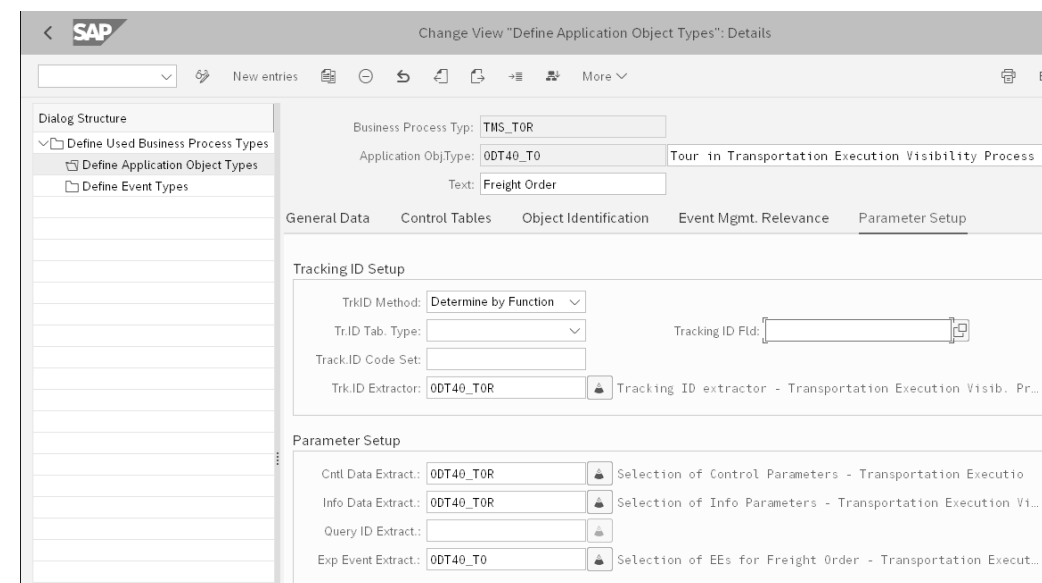 SAP
Change View "Define Application Object Types": Details
New entries More
Dialog Structure
Define Used Business Process Types
Define Application Object Types
Define Event Types
Business Process Typ: TMS_TOR
Application Obj.Type: ODT40_TO Tour in Transportation Execution Visibility Process
Text: Freight Order
General Data Control Tables Object Identification Event Mgmt. Relevance Parameter Setup
Tracking ID Setup
TrkID Method: Determine by Function
Tr.ID Tab. Type: Tracking ID Fld:
Track.ID Code Set:
Trk.ID Extractor: ODT40_TOR Tracking ID extractor - Transportation Execution Visib. Pr…
Parameter Setup
Cntl Data Extract.: ODT40_TOR Selection of Control Parameters - Transportation Executio
Info Data Extract.: ODT40_TOR Selection of Info Parameters - Transportation Execution Vi…
Query ID Extract.:
Exp Event Extract.: ODT40_TO Selection of EEs for Freight Order - Transportation Execut…